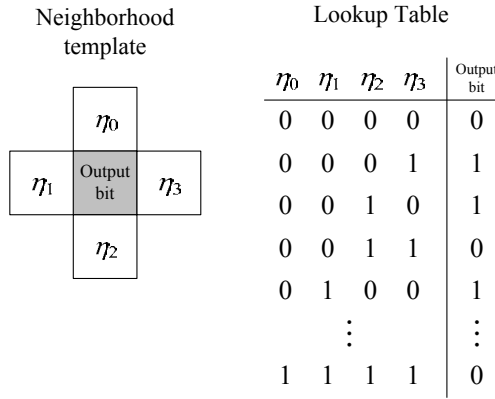 Neighborhood
template
η0
η1
Output
bit
η3
η2
Lookup Table
η0 η1 η2 η3 Output
bit
0 0 0 0 0
0 0 0 1 1
0 0 1 0 1
0 0 1 1 0
0 1 0 0 1
⋮ ⋮
1 1 1 1 0